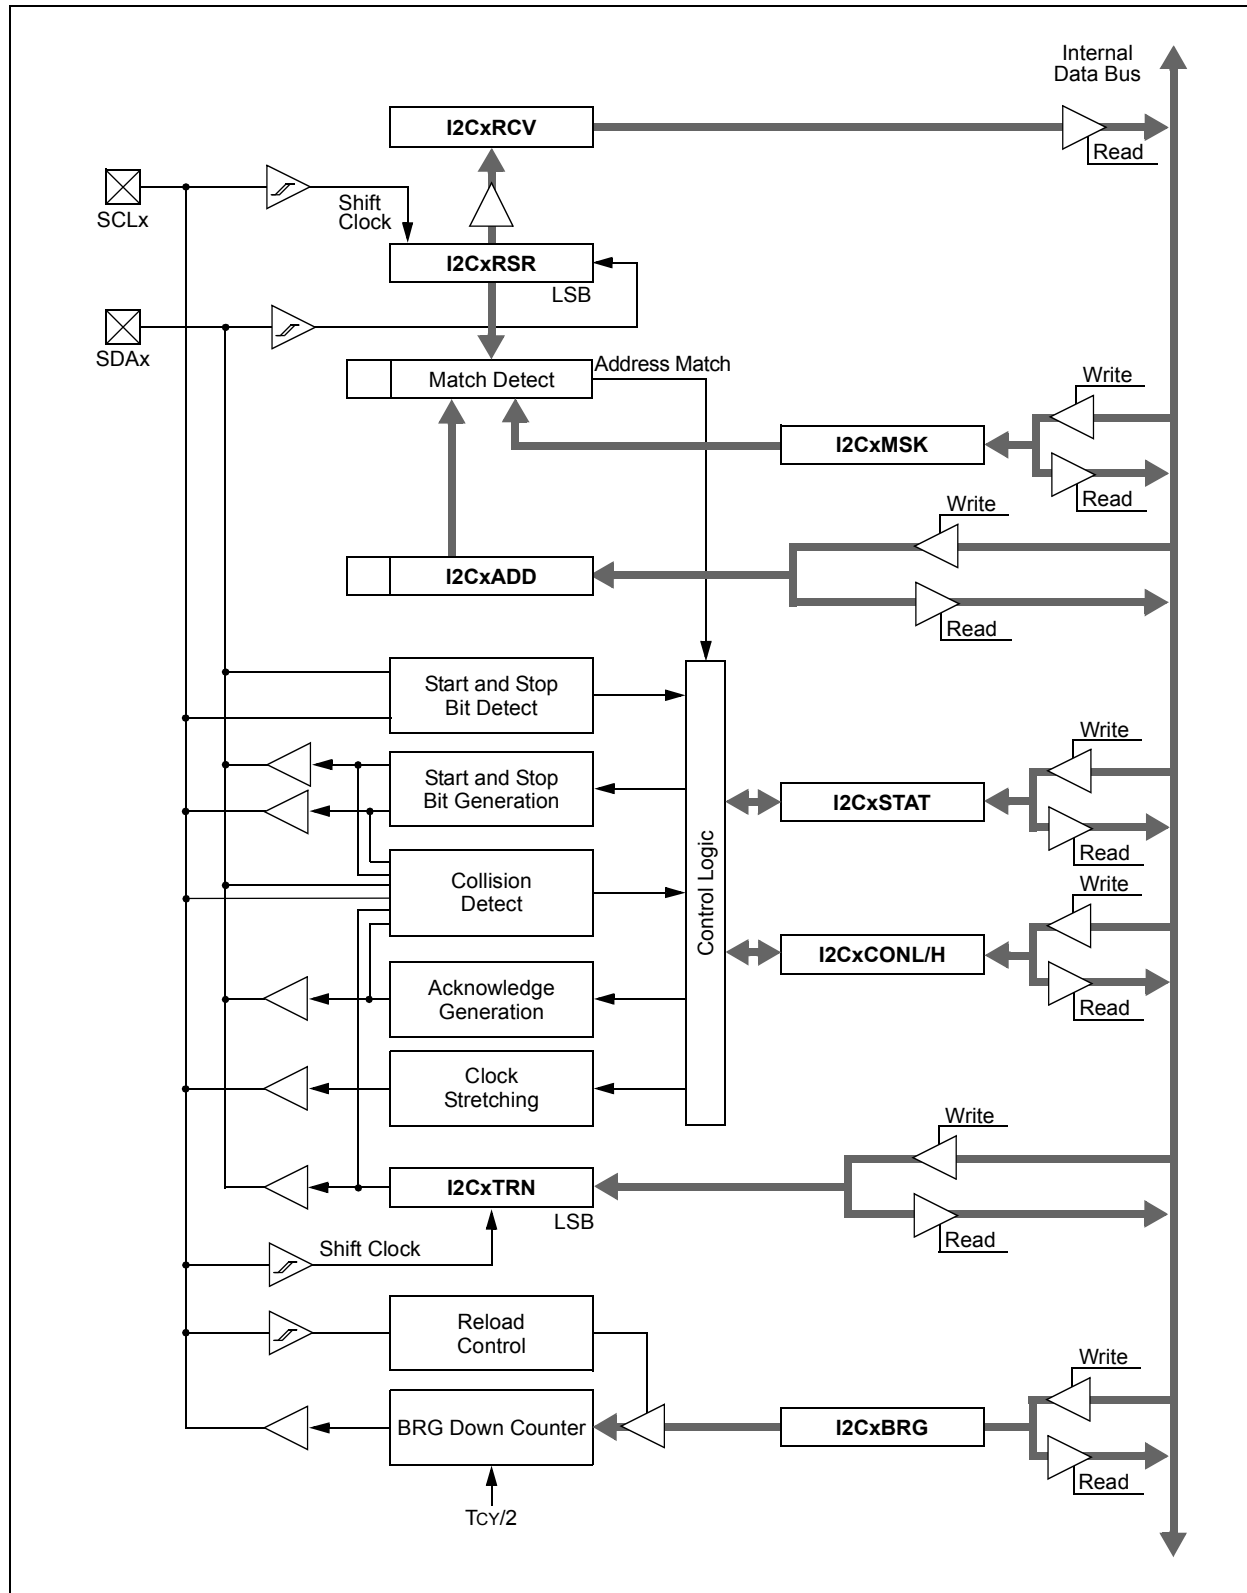 Internal
Data Bus
I2CxRCV
Read
SCLx
Shift
Clock
I2CxRSR
LSB
SDAx
Address Match
Match Detect
Write
I2CxMSK
Read
Write
I2CxADD
Read
Start and Stop
Bit Detect
Write
Start and Stop
Bit Generation
I2CxSTAT
Read
Control Logic
Collision
Detect
Write
I2CxCONL/H
Acknowledge
Generation
Read
Clock
Stretching
Write
I2CxTRN
LSB
Read
Shift Clock
Reload
Control
Write
BRG Down Counter
I2CxBRG
Read
TCY/2